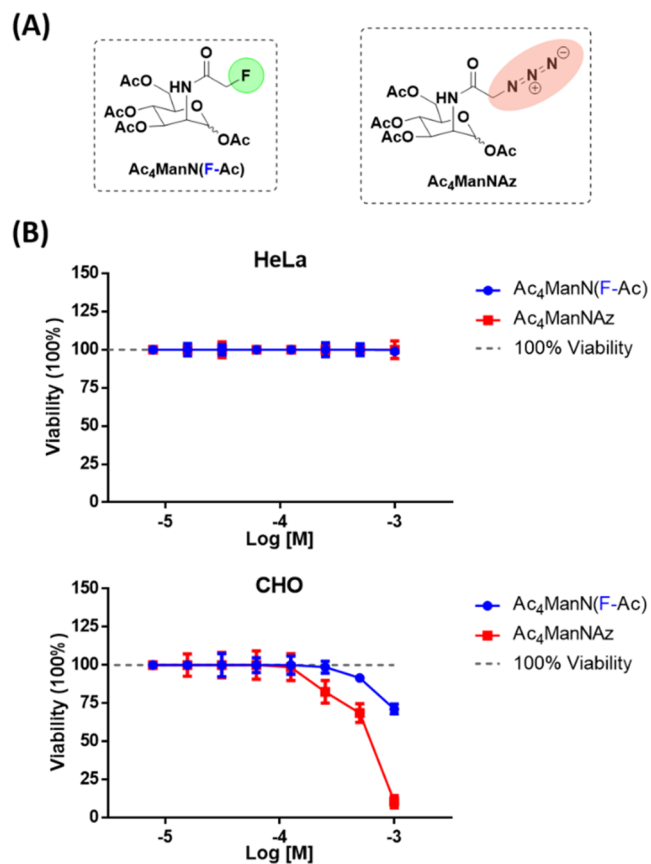 (A)
O
F
HN
AcO
O
AcO
AcO
OAc
Ac₄ManN(F-Ac)
O
N=N=N
⊕
⊖
HN
AcO
O
AcO
AcO
OAc
Ac₄ManNAz
(B)
HeLa
Viability (100%)
150
125
100
75
50
25
0
-5
-4
-3
Log [M]
Ac₄ManN(F-Ac)
Ac₄ManNAz
100% Viability
CHO
Viability (100%)
150
125
100
75
50
25
0
-5
-4
-3
Log [M]
Ac₄ManN(F-Ac)
Ac₄ManNAz
100% Viability